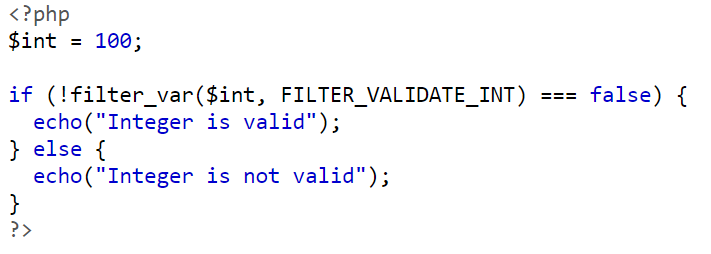 <?php
$int = 100;

if (!filter_var($int, FILTER_VALIDATE_INT) === false) {
  echo("Integer is valid");
} else {
  echo("Integer is not valid");
}
?>